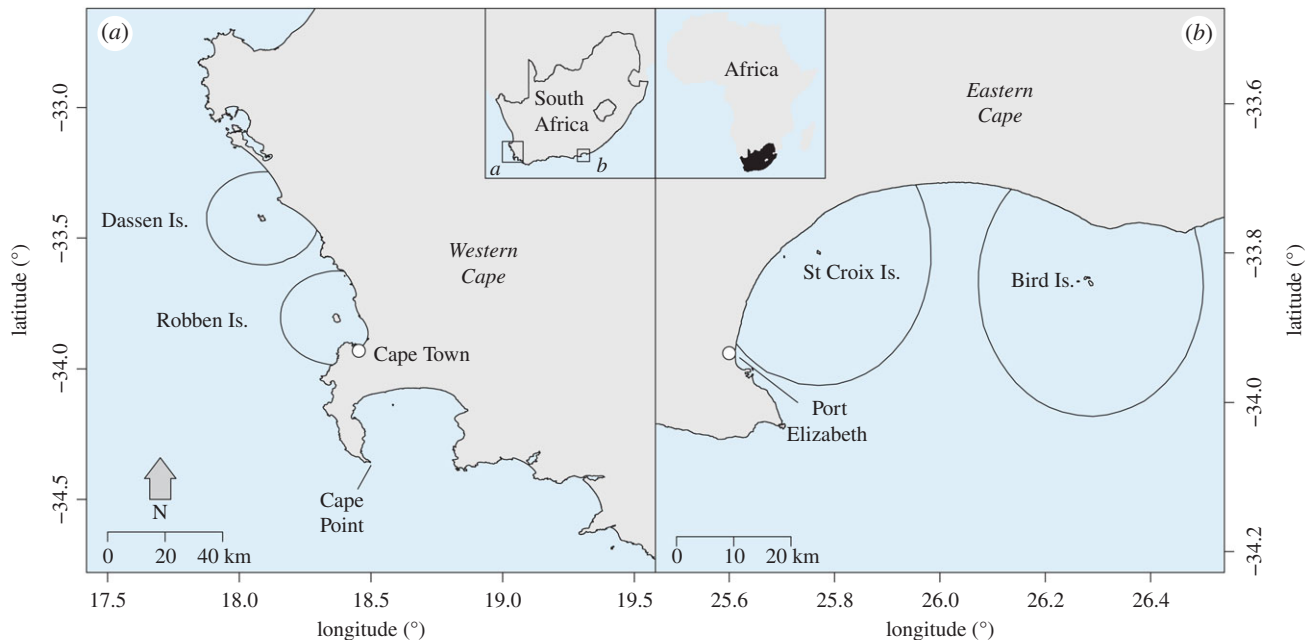 (a)
(b)
South
Africa
a
b
Africa
Eastern
Cape
Dassen Is.
Western
Cape
Robben Is.
Cape Town
Cape
Point
N
0 20 40 km
St Croix Is.
Bird Is.
Port
Elizabeth
0 10 20 km
latitude (°)
−33.0
−33.5
−34.0
−34.5
17.5 18.0 18.5 19.0 19.5
longitude (°)
25.6 25.8 26.0 26.2 26.4
longitude (°)
−33.6
−33.8
−34.0
−34.2
latitude (°)